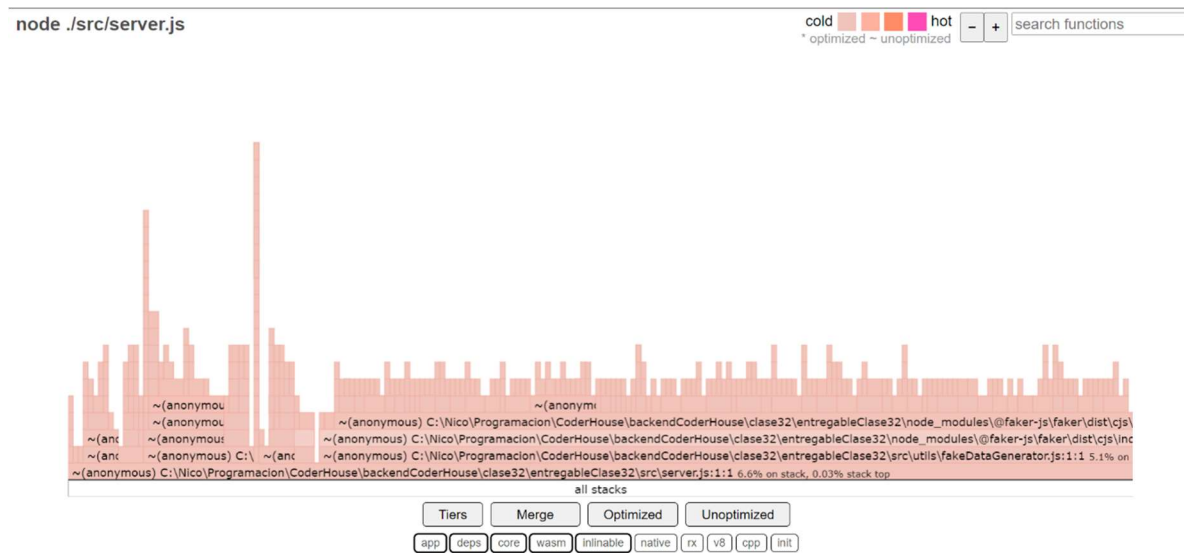 node ./src/server.js
cold hot
* optimized ~ unoptimized
− +
search functions
~(anonymou
~(anonym
~(anonymou
~(anonymous) C:\Nico\Programacion\CoderHouse\backendCoderHouse\clase32\entregableClase32\node_modules\@faker-js\faker\dist\cjs\
~(anc
~(anonymous
~(anonymous) C:\Nico\Programacion\CoderHouse\backendCoderHouse\clase32\entregableClase32\node_modules\@faker-js\faker\dist\cjs\inc
~(and
~(anonymous) C:\
~(anc
~(anonymous) C:\Nico\Programacion\CoderHouse\backendCoderHouse\clase32\entregableClase32\src\utils\fakeDataGenerator.js:1:1 5.1% on
~(anonymous) C:\Nico\Programacion\CoderHouse\backendCoderHouse\clase32\entregableClase32\src\server.js:1:1 6.6% on stack, 0.03% stack top
all stacks
Tiers Merge Optimized Unoptimized
app deps core wasm inlinable native rx v8 cpp init